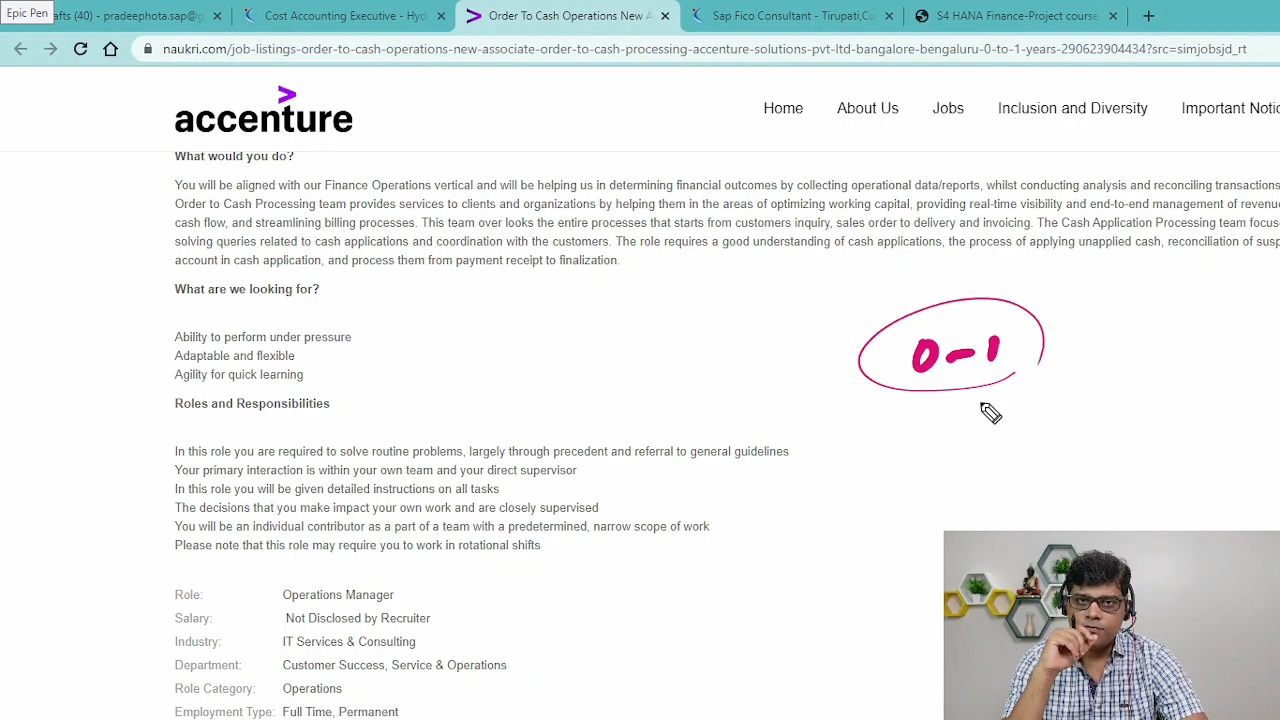 Epic Pen
afts (40) - pradeephota.sap@g
Cost Accounting Executive - Hyd
Order To Cash Operations New A
Sap Fico Consultant - Tirupati,Cu
S4 HANA Finance-Project course-
naukri.com/job-listings-order-to-cash-operations-new-associate-order-to-cash-processing-accenture-solutions-pvt-ltd-bangalore-bengaluru-0-to-1-years-290623904434?src=simjobsjd_rt
accenture
Home About Us Jobs Inclusion and Diversity Important Notic
What would you do?
You will be aligned with our Finance Operations vertical and will be helping us in determining financial outcomes by collecting operational data/reports, whilst conducting analysis and reconciling transactions
Order to Cash Processing team provides services to clients and organizations by helping them in the areas of optimizing working capital, providing real-time visibility and end-to-end management of revenue
cash flow, and streamlining billing processes. This team over looks the entire processes that starts from customers inquiry, sales order to delivery and invoicing. The Cash Application Processing team focus
solving queries related to cash applications and coordination with the customers. The role requires a good understanding of cash applications, the process of applying unapplied cash, reconciliation of susp
account in cash application, and process them from payment receipt to finalization.
What are we looking for?
Ability to perform under pressure
Adaptable and flexible
0-1
Agility for quick learning
Roles and Responsibilities
In this role you are required to solve routine problems, largely through precedent and referral to general guidelines
Your primary interaction is within your own team and your direct supervisor
In this role you will be given detailed instructions on all tasks
The decisions that you make impact your own work and are closely supervised
You will be an individual contributor as a part of a team with a predetermined, narrow scope of work
Please note that this role may require you to work in rotational shifts
Role: Operations Manager
Salary: Not Disclosed by Recruiter
Industry: IT Services & Consulting
Department: Customer Success, Service & Operations
Role Category: Operations
Employment Type: Full Time, Permanent